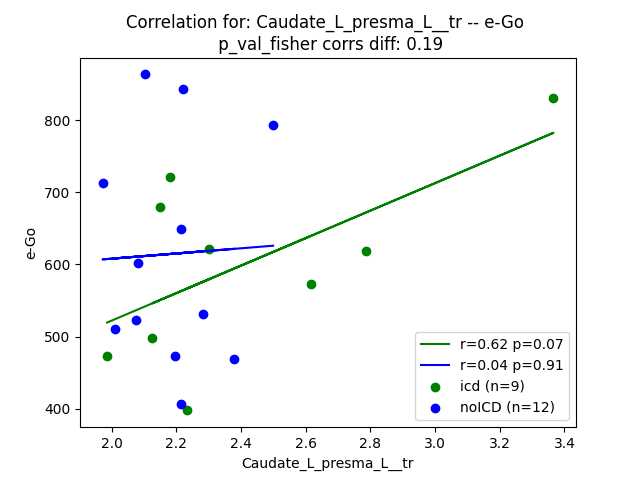 Correlation for: Caudate_L_presma_L__tr -- e-Go
p_val_fisher corrs diff: 0.19
e-Go
800
700
600
500
400
r=0.62 p=0.07
r=0.04 p=0.91
icd (n=9)
noICD (n=12)
2.0 2.2 2.4 2.6 2.8 3.0 3.2 3.4
Caudate_L_presma_L__tr